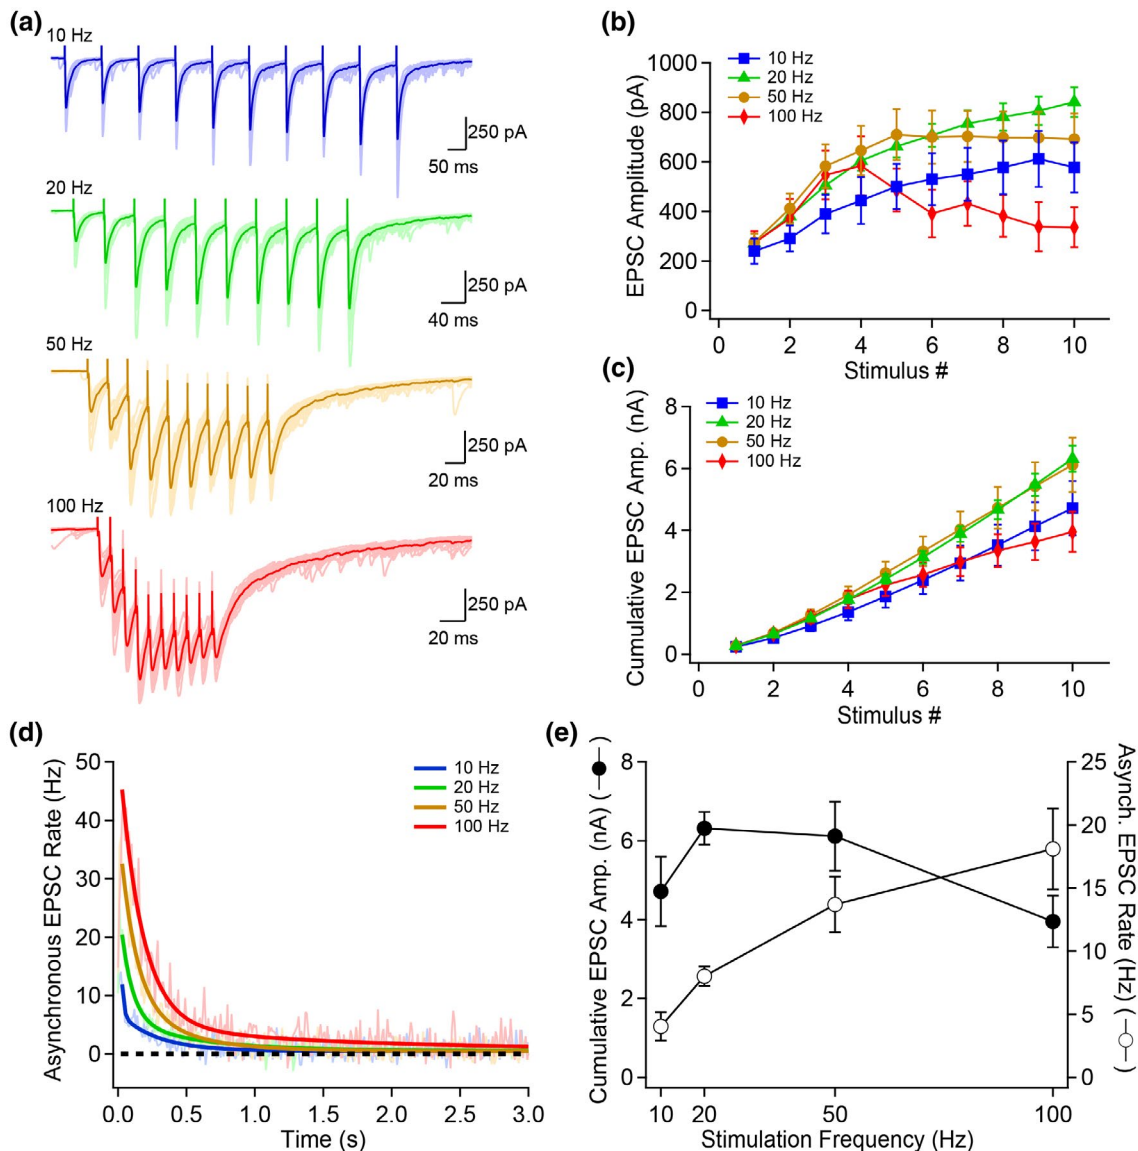 (a)
10 Hz
250 pA
50 ms
20 Hz
250 pA
40 ms
50 Hz
250 pA
20 ms
100 Hz
250 pA
20 ms
(b)
10 Hz
20 Hz
50 Hz
100 Hz
EPSC Amplitude (pA)
1000
800
600
400
200
0
0 2 4 6 8 10
Stimulus #
(c)
10 Hz
20 Hz
50 Hz
100 Hz
Cumulative EPSC Amp. (nA)
8
6
4
2
0
0 2 4 6 8 10
Stimulus #
(d)
10 Hz
20 Hz
50 Hz
100 Hz
Asynchronous EPSC Rate (Hz)
50
40
30
20
10
0
0.0 0.5 1.0 1.5 2.0 2.5 3.0
Time (s)
(e)
Cumulative EPSC Amp. (nA) (—●—)
8
6
4
2
0
Asynch. EPSC Rate (Hz) (—○—)
25
20
15
10
5
0
10 20 50 100
Stimulation Frequency (Hz)